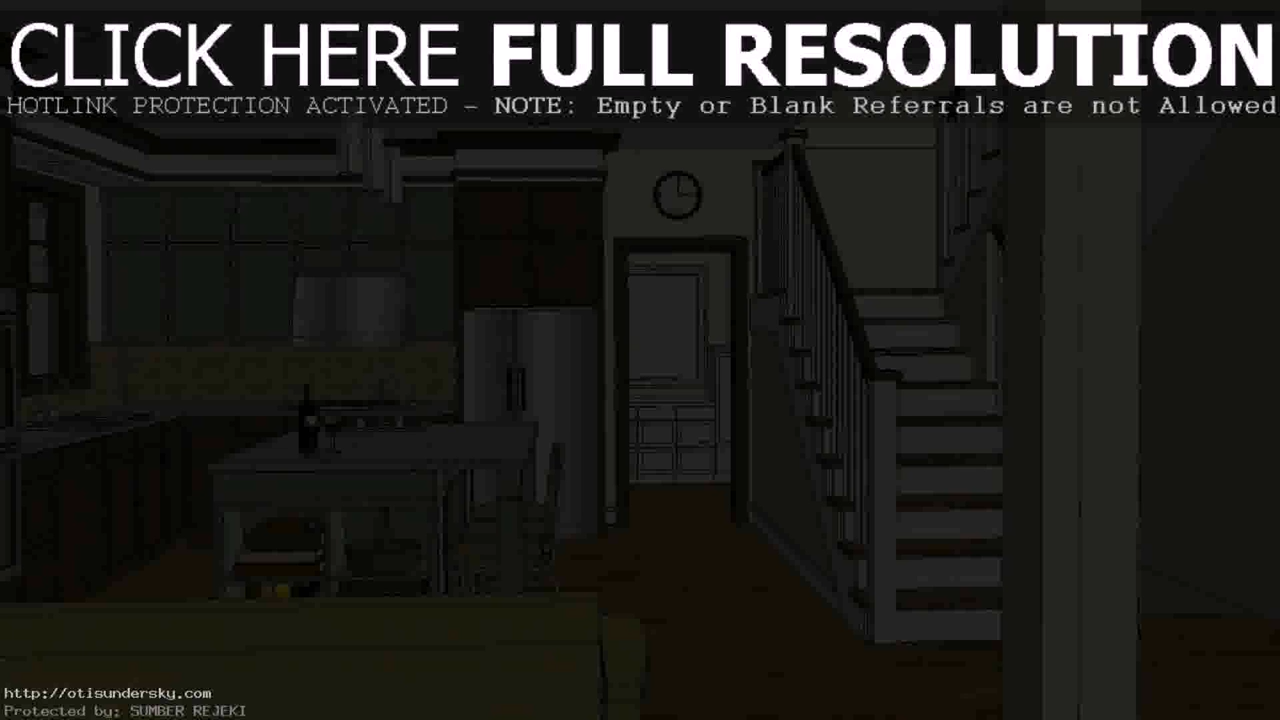 CLICK HERE FULL RESOLUTION
HOTLINK PROTECTION ACTIVATED - NOTE: Empty or Blank Referrals are not Allowed
http://otisundersky.com
Protected by: SUMBER REJEKI